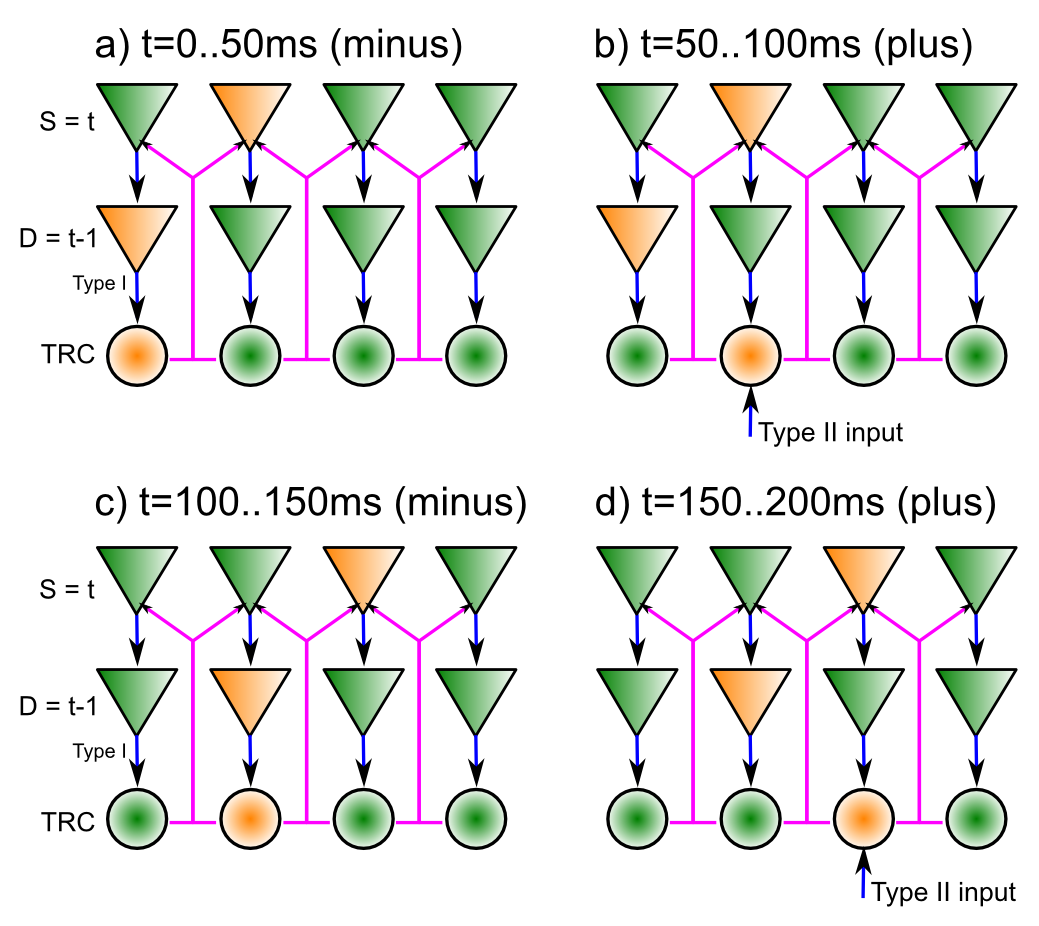 a) t=0..50ms (minus)
b) t=50..100ms (plus)
S = t
D = t-1
Type I
TRC
Type II input
c) t=100..150ms (minus)
d) t=150..200ms (plus)
S = t
D = t-1
Type I
TRC
Type II input